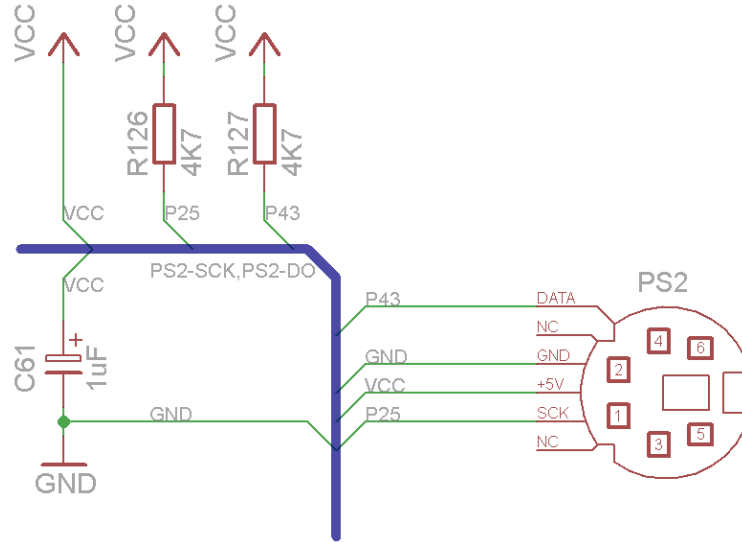 VCC
VCC
VCC
R126
4K7
R127
4K7
VCC
P25
P43
PS2-SCK,PS2-DO
VCC
C61
+
1uF
GND
GND
P43
GND
VCC
P25
DATA
NC
GND
+5V
SCK
NC
PS2
4
6
2
1
3
5